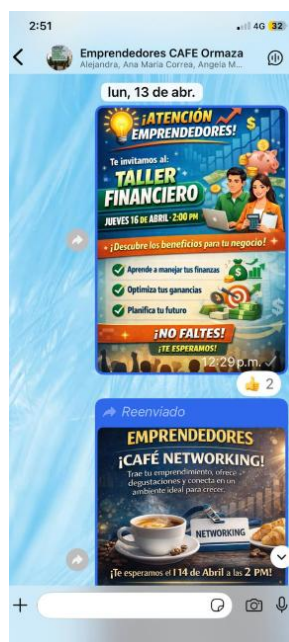 2:51
4G 32
Emprendedores CAFE Ormaza
Alejandra, Ana Maria Correa, Angela M...
lun, 13 de abr.
¡ATENCIÓN
EMPRENDEDORES!
Te invitamos al:
TALLER
FINANCIERO
JUEVES 16 DE ABRIL - 2:00 PM
¡Descubre los beneficios para tu negocio!
Aprende a manejar tus finanzas
Optimiza tus ganancias
Planifica tu futuro
¡NO FALTES!
¡TE ESPERAMOS!
12:29 p.m.
2
Reenviado
EMPRENDEDORES
¡CAFÉ NETWORKING!
Trae tu emprendimiento, ofrece
degustaciones y conecta en un
ambiente ideal para crecer.
NETWORKING
¡Te esperamos el l 14 de Abril a las 2 PM!